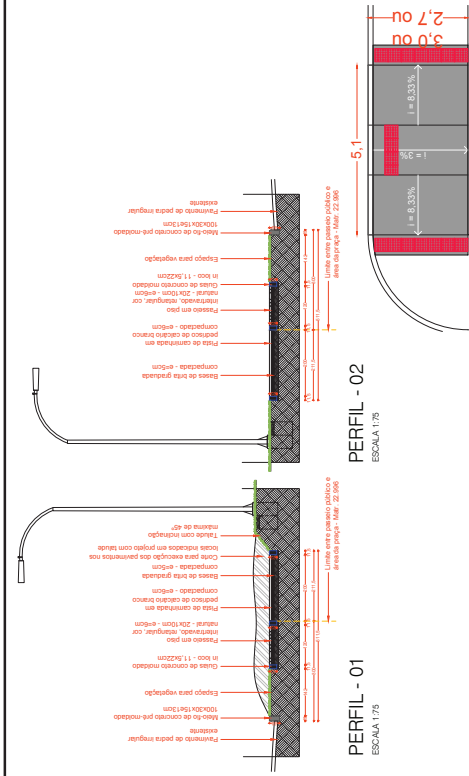 Pavimento de pedra irregular
existente
Meio-fio de concreto pré-moldado
100x30x15x13cm
Espaço para vegetação
Guias de concreto moldado
in loco - 11,5x22cm
Passeio em piso
intertravado, retangular, cor
natural - 20x10cm - e=6cm
Pista de caminhada em
pedrisco de calcário branco
compactado - e=6cm
Bases de brita graduada
compactada - e=5cm
Corte para execução dos pavimentos nos
locais indicados em projeto com talude
Talude com inclinação
máxima de 45°
Limite entre passeio público e
área da praça - Matr. 22.996
PERFIL - 01
ESCALA 1:75
Bases de brita graduada
compactada - e=5cm
Pista de caminhada em
pedrisco de calcário branco
compactado - e=6cm
Passeio em piso
intertravado, retangular, cor
natural - 20x10cm - e=6cm
Guias de concreto moldado
in loco - 11,5x22cm
Espaço para vegetação
Meio-fio de concreto pré-moldado
100x30x15x13cm
Pavimento de pedra irregular
existente
Limite entre passeio público e
área da praça - Matr. 22.996
PERFIL - 02
ESCALA 1:75
5,1
i = 8,33%
i = 3%
i = 8,33%
3,0 ou
2,7 ou